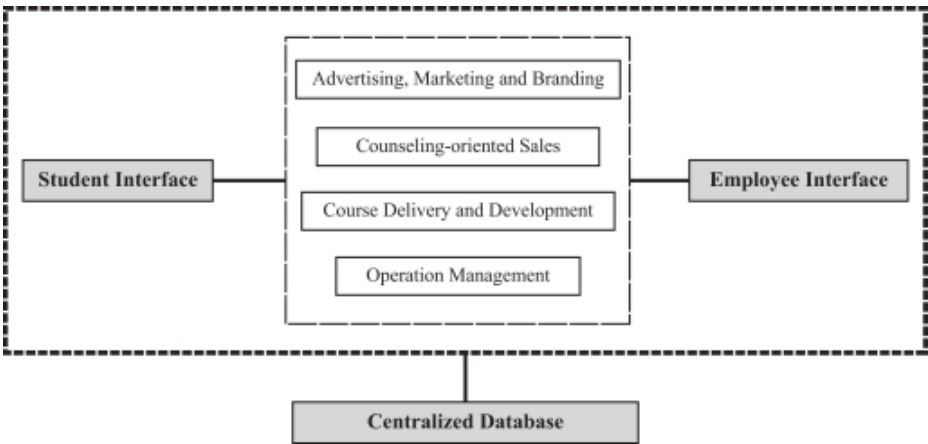 Advertising, Marketing and Branding
Counseling-oriented Sales
Student Interface
Employee Interface
Course Delivery and Development
Operation Management
Centralized Database